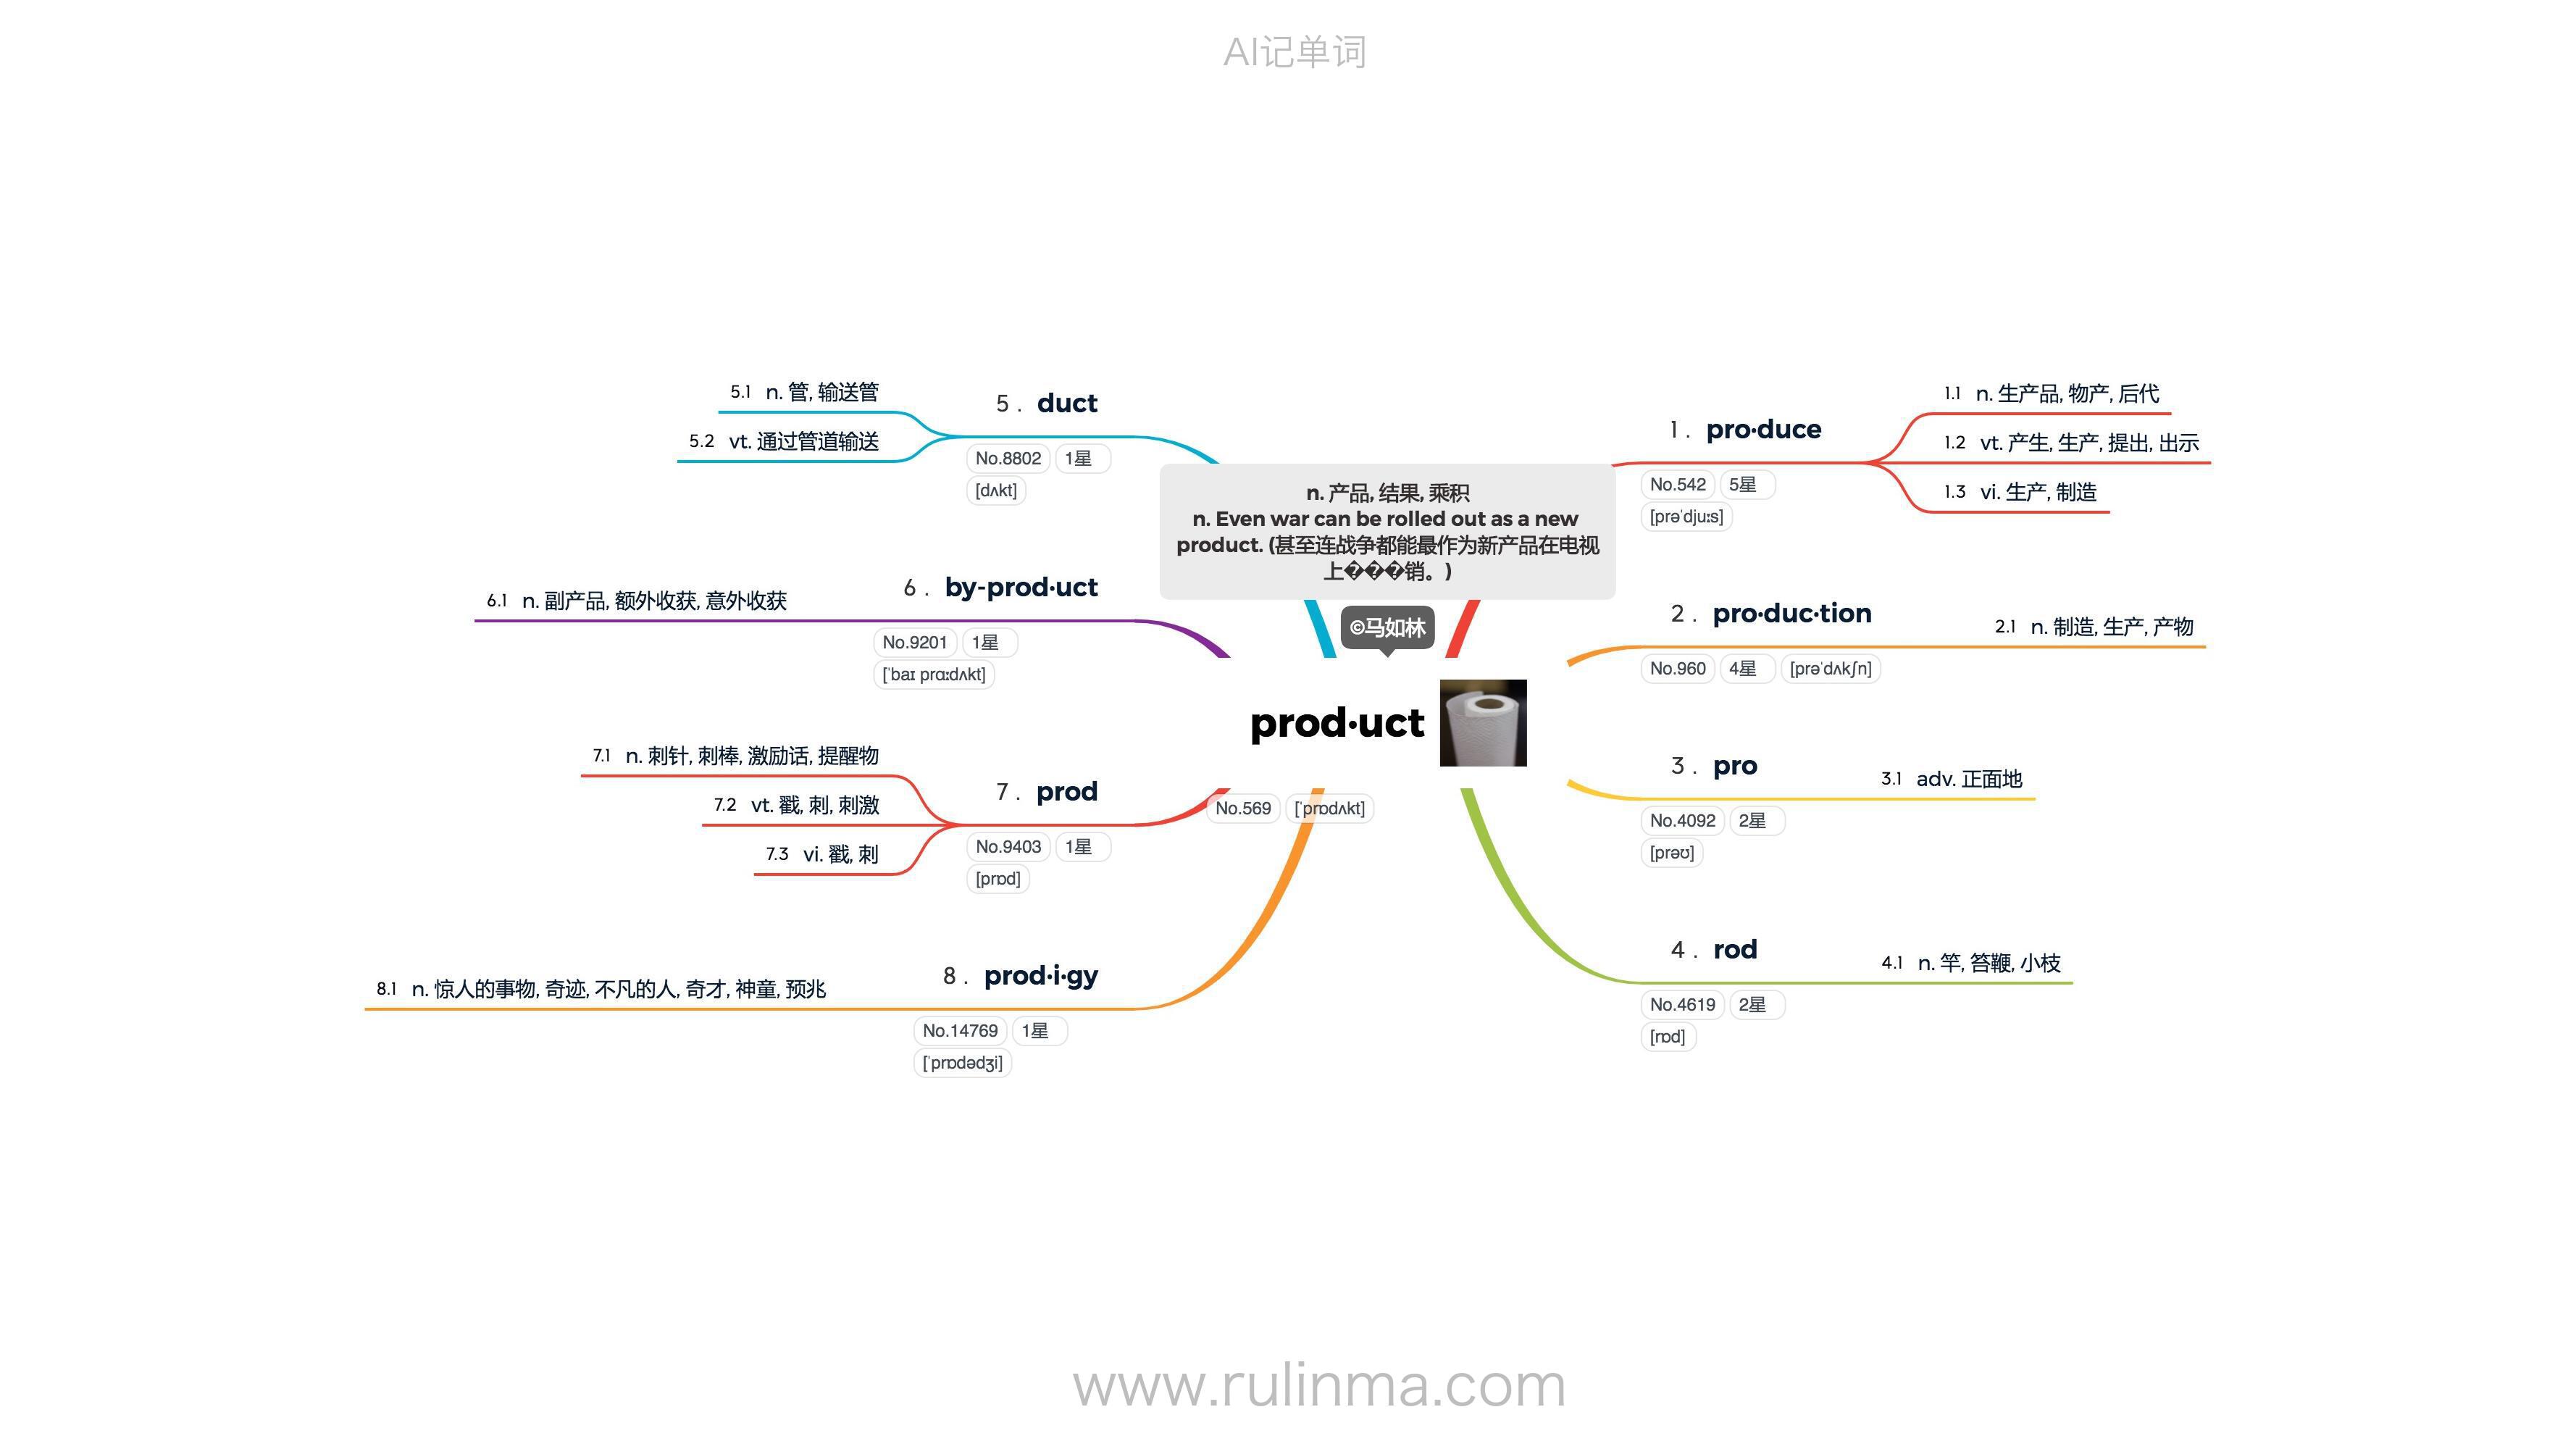 AI记单词
n. 产品, 结果, 乘积
n. Even war can be rolled out as a new
product. (甚至连战争都能最作为新产品在电视
上���销。)
©马如林
prod·uct
No.569 [ˈprɒdʌkt]
1 . pro·duce
No.542 5星
[prəˈdjuːs]
1.1 n. 生产品, 物产, 后代
1.2 vt. 产生, 生产, 提出, 出示
1.3 vi. 生产, 制造
2 . pro·duc·tion
No.960 4星 [prəˈdʌkʃn]
2.1 n. 制造, 生产, 产物
3 . pro
No.4092 2星
[prəʊ]
3.1 adv. 正面地
4 . rod
No.4619 2星
[rɒd]
4.1 n. 竿, 笞鞭, 小枝
5 . duct
No.8802 1星
[dʌkt]
5.1 n. 管, 输送管
5.2 vt. 通过管道输送
6 . by-prod·uct
No.9201 1星
[ˈbaɪ prɑːdʌkt]
6.1 n. 副产品, 额外收获, 意外收获
7 . prod
No.9403 1星
[prɒd]
7.1 n. 刺针, 刺棒, 激励话, 提醒物
7.2 vt. 戳, 刺, 刺激
7.3 vi. 戳, 刺
8 . prod·i·gy
No.14769 1星
[ˈprɒdədʒi]
8.1 n. 惊人的事物, 奇迹, 不凡的人, 奇才, 神童, 预兆
www.rulinma.com